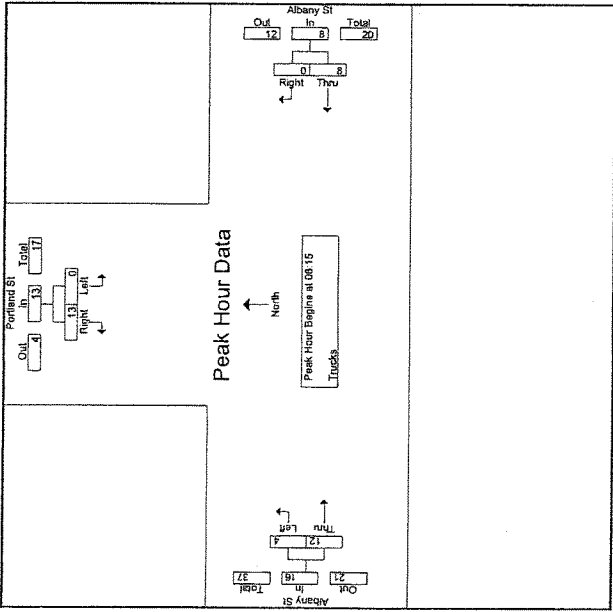 Albany St
Out In Total
12 8 20
0 8
Right Thru
Portland St
Out In Total
4 13 17
13 0
Right Left
Peak Hour Data
North
Peak Hour Begins at 08:15
Trucks
Left Thru
4 12
Out In Total
21 16 37
Albany St